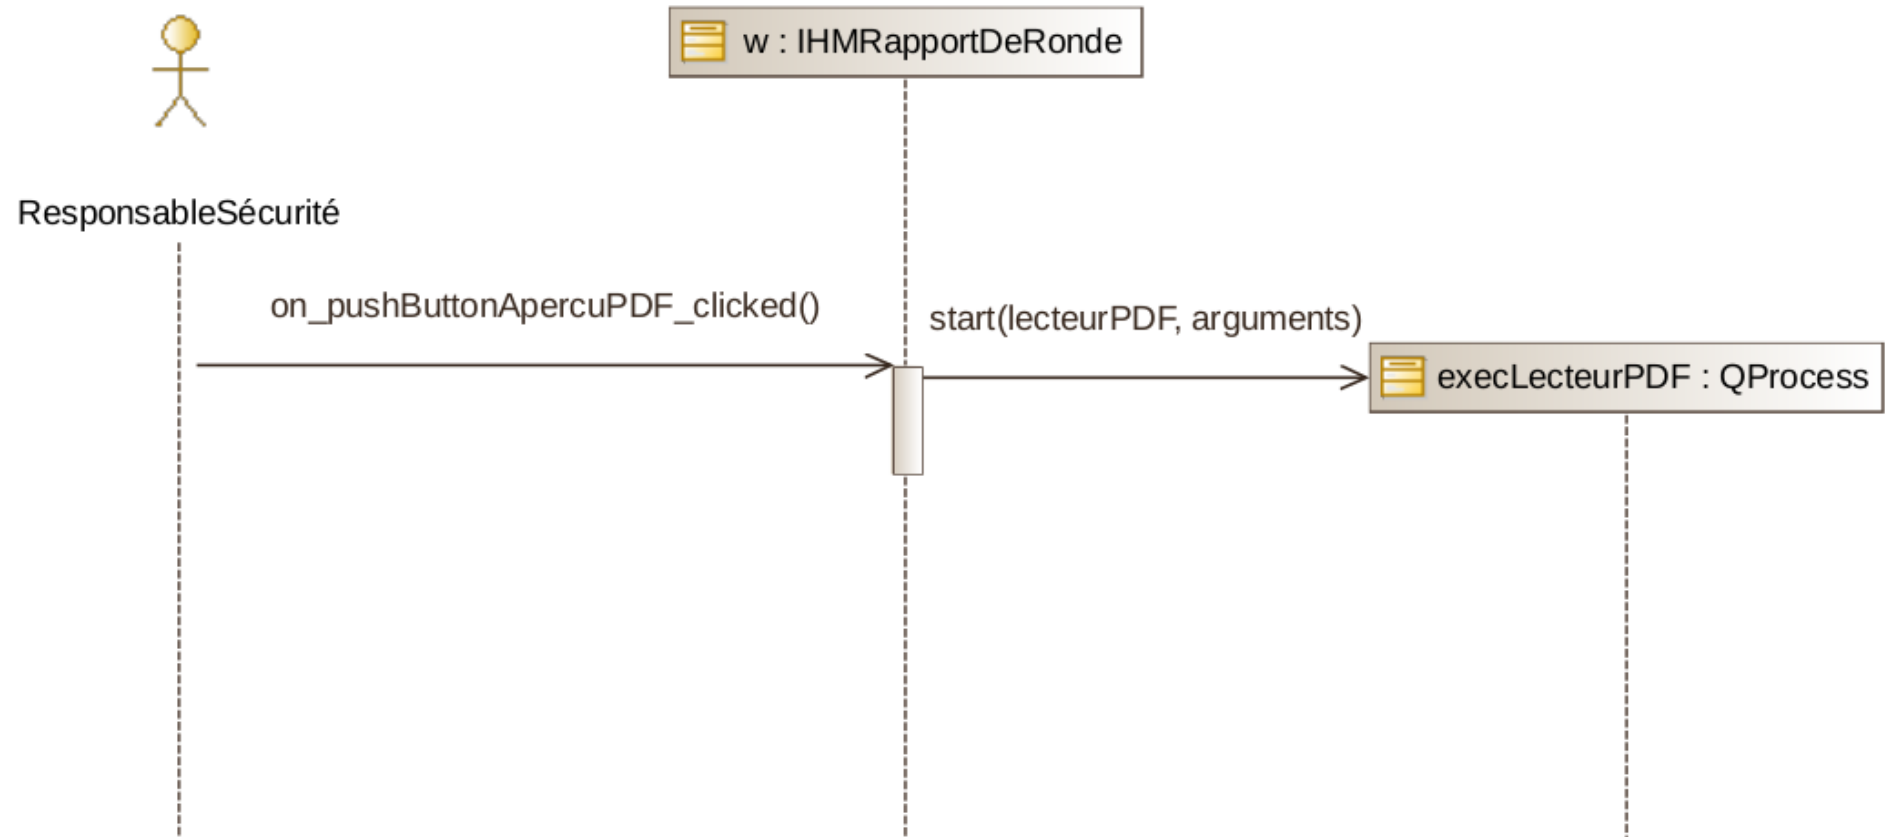 w : IHMRapportDeRonde
ResponsableSécurité
on_pushButtonApercuPDF_clicked()
start(lecteurPDF, arguments)
execLecteurPDF : QProcess